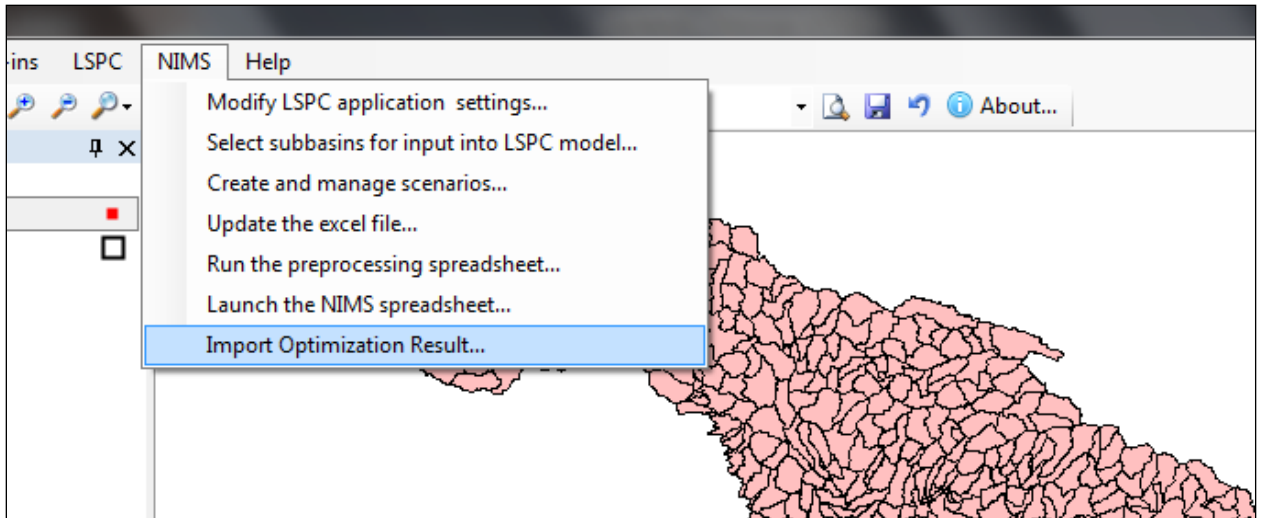 -ins LSPC NIMS Help
About...
Modify LSPC application settings...
Select subbasins for input into LSPC model...
Create and manage scenarios...
Update the excel file...
Run the preprocessing spreadsheet...
Launch the NIMS spreadsheet...
Import Optimization Result...